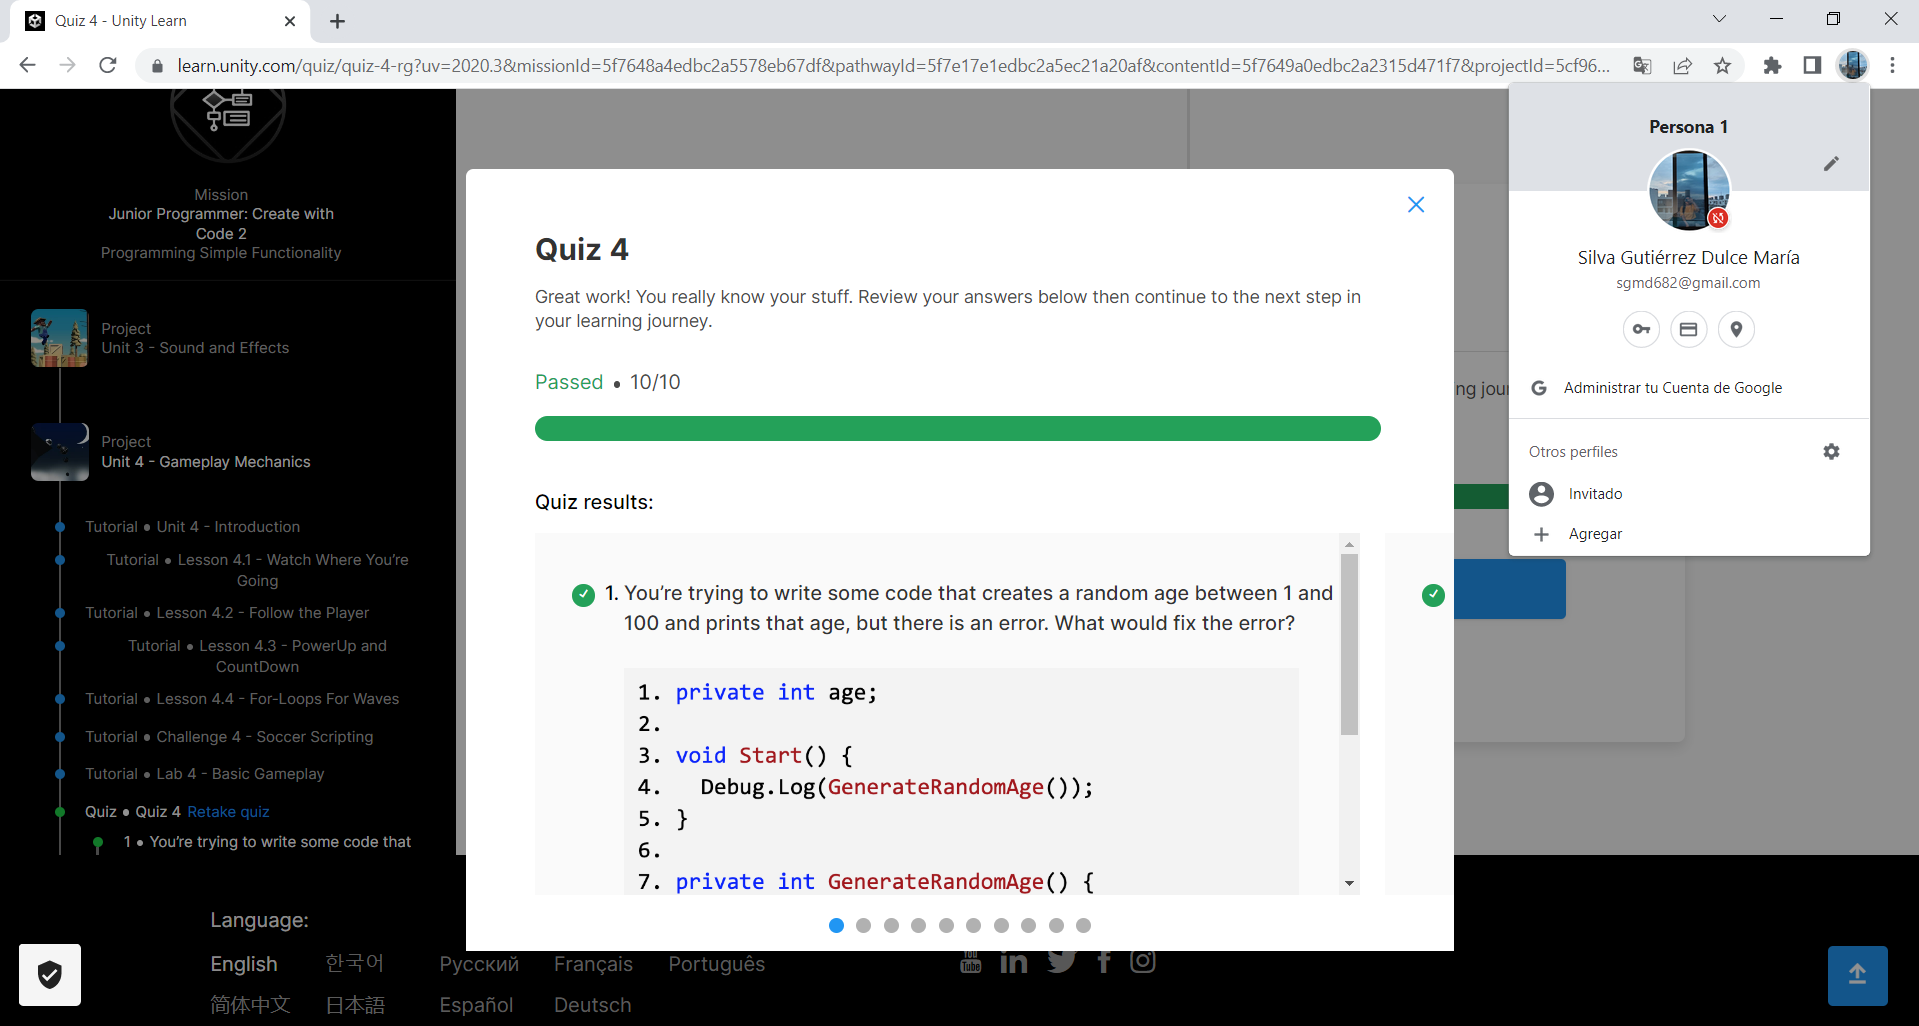 Quiz 4 - Unity Learn
learn.unity.com/quiz/quiz-4-rg?uv=2020.3&missionId=5f7648a4edbc2a5578eb67df&pathwayId=5f7e17e1edbc2a5ec21a20af&contentId=5f7649a0edbc2a2315d471f7&projectId=5cf96...
Mission
Junior Programmer: Create with
Code 2
Programming Simple Functionality
Project
Unit 3 - Sound and Effects
Project
Unit 4 - Gameplay Mechanics
Tutorial • Unit 4 - Introduction
Tutorial • Lesson 4.1 - Watch Where You're
Going
Tutorial • Lesson 4.2 - Follow the Player
Tutorial • Lesson 4.3 - PowerUp and
CountDown
Tutorial • Lesson 4.4 - For-Loops For Waves
Tutorial • Challenge 4 - Soccer Scripting
Tutorial • Lab 4 - Basic Gameplay
Quiz • Quiz 4 Retake quiz
1 • You're trying to write some code that
Quiz 4
Great work! You really know your stuff. Review your answers below then continue to the next step in
your learning journey.
Passed • 10/10
Quiz results:
1. You're trying to write some code that creates a random age between 1 and
100 and prints that age, but there is an error. What would fix the error?
1. private int age;
2.
3. void Start() {
4. Debug.Log(GenerateRandomAge());
5. }
6.
7. private int GenerateRandomAge() {
ng jour
Persona 1
Silva Gutiérrez Dulce María
sgmd682@gmail.com
G Administrar tu Cuenta de Google
Otros perfiles
Invitado
Agregar
Language:
English 한국어 Русский Français Português
简体中文 日本語 Español Deutsch
You Tube in f